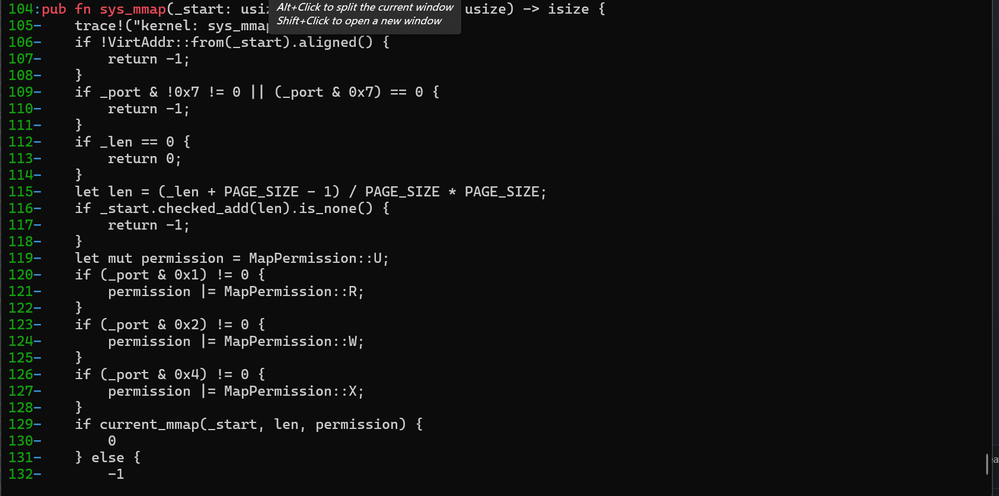 104:pub fn sys_mmap(_start: usiz usize) -> isize {
Alt+Click to split the current window
Shift+Click to open a new window
105-    trace!("kernel: sys_mmap
106-    if !VirtAddr::from(_start).aligned() {
107-        return -1;
108-    }
109-    if _port & !0x7 != 0 || (_port & 0x7) == 0 {
110-        return -1;
111-    }
112-    if _len == 0 {
113-        return 0;
114-    }
115-    let len = (_len + PAGE_SIZE - 1) / PAGE_SIZE * PAGE_SIZE;
116-    if _start.checked_add(len).is_none() {
117-        return -1;
118-    }
119-    let mut permission = MapPermission::U;
120-    if (_port & 0x1) != 0 {
121-        permission |= MapPermission::R;
122-    }
123-    if (_port & 0x2) != 0 {
124-        permission |= MapPermission::W;
125-    }
126-    if (_port & 0x4) != 0 {
127-        permission |= MapPermission::X;
128-    }
129-    if current_mmap(_start, len, permission) {
130-        0
131-    } else {
132-        -1